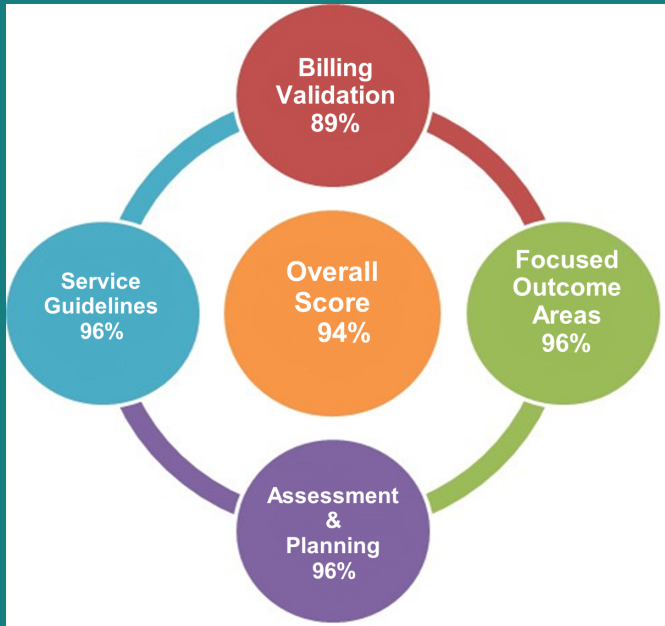 Billing
Validation
89%
Service
Guidelines
96%
Overall
Score
94%
Focused
Outcome
Areas
96%
Assessment
&
Planning
96%